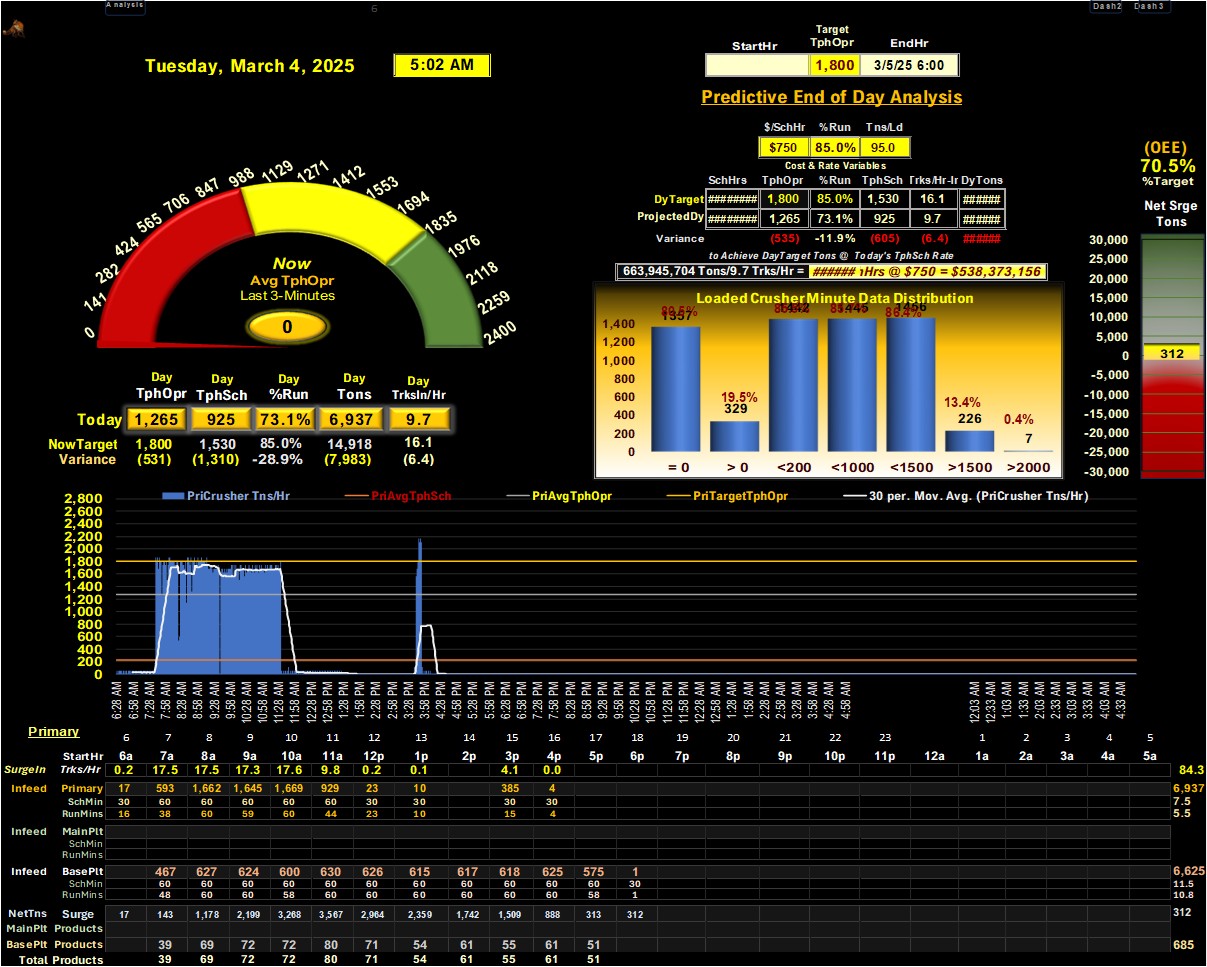 Analysis 6 Dash2 Dash3
Target
StartHr TphOpr EndHr
Tuesday, March 4, 2025 5:02 AM
1,800 3/5/25 6:00
Predictive End of Day Analysis
$/SchHr %Run Tns/Ld
$750 85.0% 95.0
Cost & Rate Variables
SchHrs TphOpr %Run TphSch Trks/Hr-Ir DyTons
DyTarget ######## 1,800 85.0% 1,530 16.1 ######
ProjectedDy ######## 1,265 73.1% 925 9.7 ######
Variance (535) -11.9% (605) (6.4) ######
to Achieve DyTarget Tons @ Today's TphSch Rate
663,945,704 Tons/9.7 Trks/Hr = ###### ıHrs @ $750 = $538,373,156
(OEE)
70.5%
%Target
Net Srge
Tons
30,000
25,000
20,000
15,000
10,000
5,000
0
312
-5,000
-10,000
-15,000
-20,000
-25,000
-30,000
0 141 282 424 565 706 847 988 1129 1271 1412 1553 1694 1835 1976 2118 2259 2400
Now
Avg TphOpr
Last 3-Minutes
0
Loaded Crusher Minute Data Distribution
80.5% 86.4%
1357 1446 1456
19.5%
329
13.4%
226
0.4%
7
1,400
1,200
1,000
800
600
400
200
0
= 0 > 0 <200 <1000 <1500 >1500 >2000
Day Day Day Day Day
TphOpr TphSch %Run Tons TrksIn/Hr
Today 1,265 925 73.1% 6,937 9.7
NowTarget 1,800 1,530 85.0% 14,918 16.1
Variance (531) (1,310) -28.9% (7,983) (6.4)
PriCrusher Tns/Hr PriAvgTphSch PriAvgTphOpr PriTargetTphOpr 30 per. Mov. Avg. (PriCrusher Tns/Hr)
2,800
2,600
2,400
2,200
2,000
1,800
1,600
1,400
1,200
1,000
800
600
400
200
0
6:28 AM 6:58 AM 7:28 AM 7:58 AM 8:28 AM 8:58 AM 9:28 AM 9:58 AM 10:28 AM 10:58 AM 11:28 AM 11:58 AM 12:28 PM 12:58 PM 1:28 PM 1:58 PM 2:28 PM 2:58 PM 3:28 PM 3:58 PM 4:28 PM 4:58 PM 7:28 PM 7:58 PM 8:28 PM 8:58 PM 9:28 PM 9:58 PM 10:28 PM 10:58 PM 11:28 PM 11:58 PM 12:28 AM 12:58 AM 1:28 AM 1:58 AM 2:28 AM 2:58 AM 3:28 AM 3:58 AM 4:28 AM 4:58 AM 12:03 AM 12:33 AM 1:03 AM 1:33 AM 2:03 AM 2:33 AM 3:03 AM 3:33 AM 4:03 AM 4:33 AM
Primary 6 7 8 9 10 11 12 13 14 15 16 17 18 19 20 21 22 23 1 2 3 4 5
StartHr 6a 7a 8a 9a 10a 11a 12p 1p 2p 3p 4p 5p 6p 7p 8p 9p 10p 11p 12a 1a 2a 3a 4a 5a
SurgeIn Trks/Hr 0.2 17.5 17.5 17.3 17.6 9.8 0.2 0.1 4.1 0.0 84.3
Infeed Primary 17 593 1,662 1,645 1,669 929 23 10 385 4 6,937
SchMin 30 60 60 60 60 60 30 30 30 30 7.5
RunMins 16 38 60 59 60 44 23 10 15 4 5.5
Infeed MainPlt
SchMin
RunMins
Infeed BasePlt 467 627 624 600 630 626 615 617 618 625 575 1 6,625
SchMin 60 60 60 60 60 60 60 60 60 60 60 30 11.5
RunMins 48 60 60 58 60 60 60 60 60 60 58 1 10.8
NetTns Surge 17 143 1,178 2,199 3,268 3,567 2,964 2,359 1,742 1,509 888 313 312 312
MainPlt Products
BasePlt Products 39 69 72 72 80 71 54 61 55 61 51 685
Total Products 39 69 72 72 80 71 54 61 55 61 51